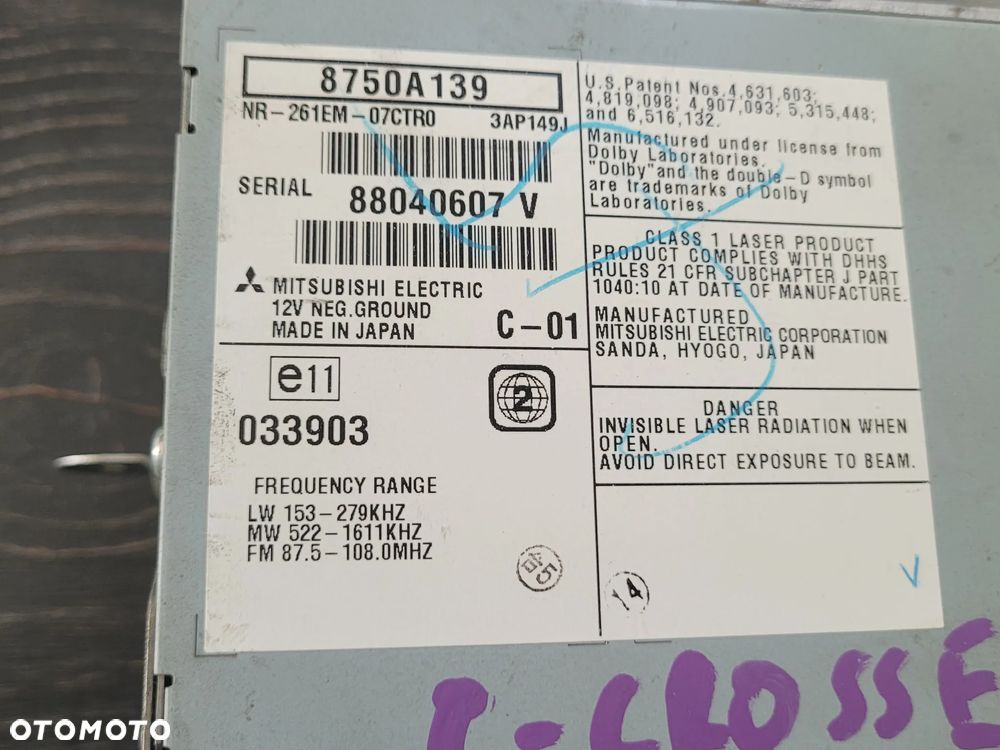 8750A139
NR-261EM-07CTR0 3AP149J
SERIAL 88040607 V
MITSUBISHI ELECTRIC
12V NEG.GROUND
MADE IN JAPAN C-01
e11
2
033903
FREQUENCY RANGE
LW 153-279KHZ
MW 522-1611KHZ
FM 87.5-108.0MHZ
U.S. Patent Nos. 4,631,603;
4,819,098; 4,907,093; 5,315,448;
and 6,516,132.
Manufactured under license from
Dolby Laboratories.
"Dolby" and the double-D symbol
are trademarks of Dolby
Laboratories.
CLASS 1 LASER PRODUCT
PRODUCT COMPLIES WITH DHHS
RULES 21 CFR SUBCHAPTER J PART
1040:10 AT DATE OF MANUFACTURE.
MANUFACTURED
MITSUBISHI ELECTRIC CORPORATION
SANDA, HYOGO, JAPAN
DANGER
INVISIBLE LASER RADIATION WHEN
OPEN.
AVOID DIRECT EXPOSURE TO BEAM.
14
V
C-CROSSE
OTOMOTO